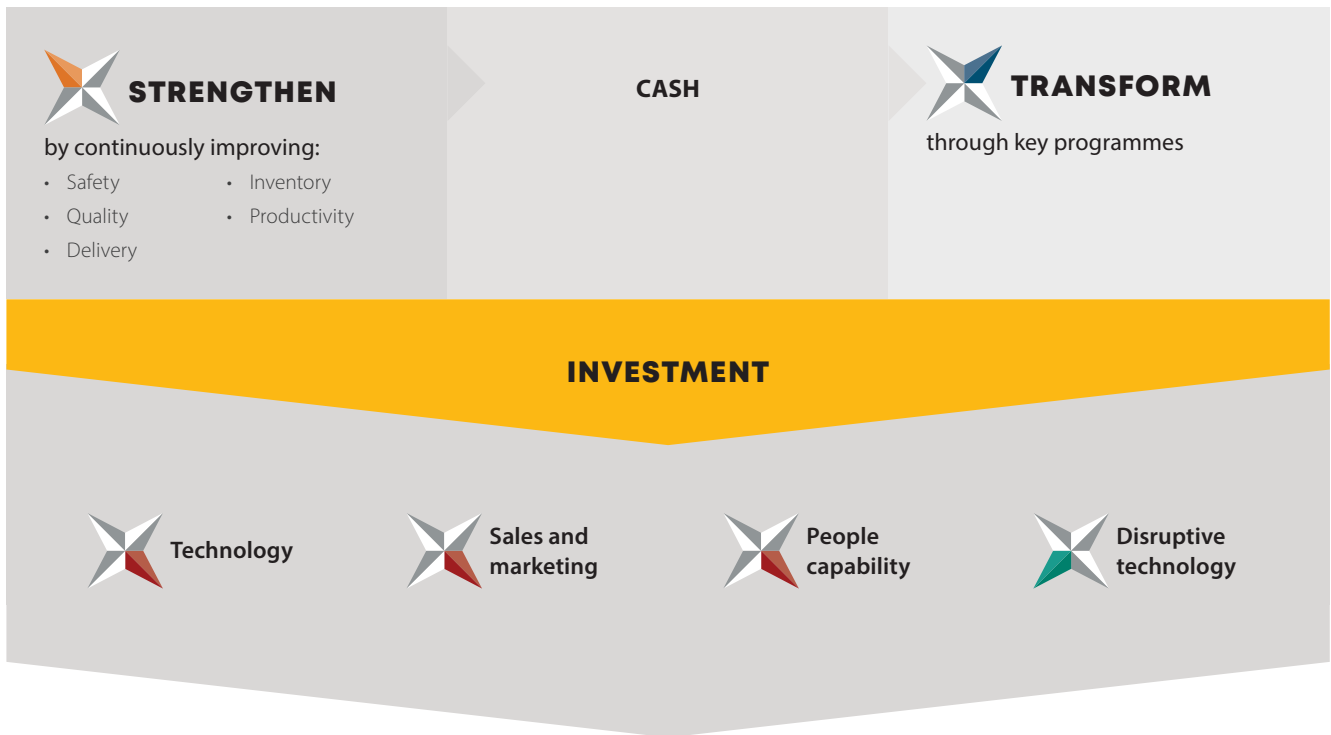 STRENGTHEN
by continuously improving:
• Safety
• Quality
• Delivery
• Inventory
• Productivity
CASH
TRANSFORM
through key programmes
INVESTMENT
Technology
Sales and
marketing
People
capability
Disruptive
technology